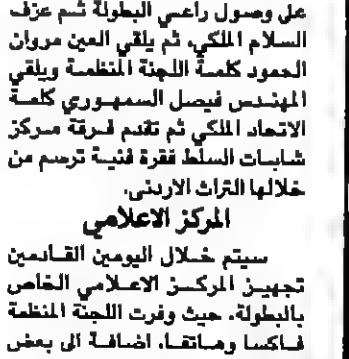 على وصول راعي البطولة ثم عزف
السلام الملكي، ثم يلقي العين مروان
الحمود كلمة اللجنة المنظمة ويلقي
المهندس فيصل السمهوري كلمة
الاتحاد الملكي ثم تقدم فرقة مركز
شابات السلط فقرة فنية ترسم من
خلالها التراث الاردني.
المركز الاعلامي
سيتم خلال اليومين القادمين
تجهيز المركز الاعلامي الخاص
بالبطولة، حيث وفرت اللجنة المنظمة
فاكسا وهاتفا، اضافة الى بعض